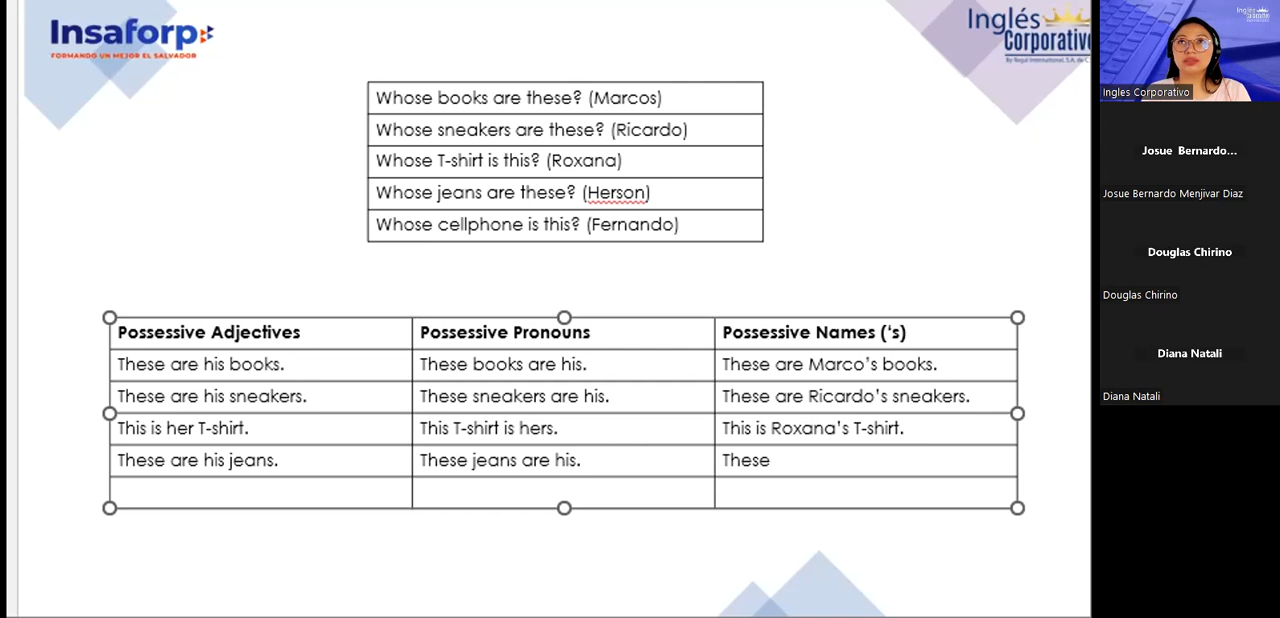 Insaforp
FORMANDO UN MEJOR EL SALVADOR
Inglés
Corporativo
Whose books are these? (Marcos)
Whose sneakers are these? (Ricardo)
Whose T-shirt is this? (Roxana)
Whose jeans are these? (Herson)
Whose cellphone is this? (Fernando)
Possessive Adjectives Possessive Pronouns Possessive Names (‘s)
These are his books. These books are his. These are Marco’s books.
These are his sneakers. These sneakers are his. These are Ricardo’s sneakers.
This is her T-shirt. This T-shirt is hers. This is Roxana’s T-shirt.
These are his jeans. These jeans are his. These
Ingles Corporativo
Josue Bernardo...
Josue Bernardo Menjivar Diaz
Douglas Chirino
Douglas Chirino
Diana Natali
Diana Natali